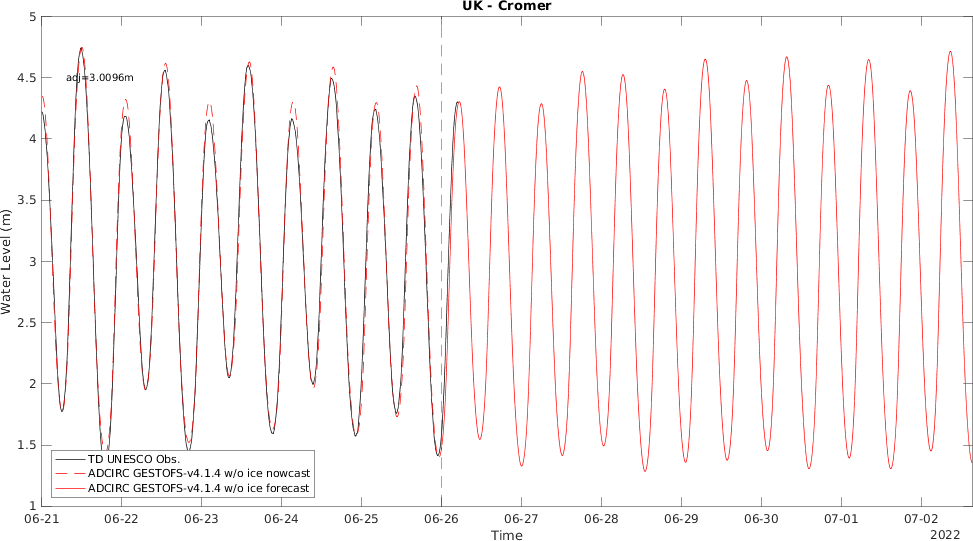 UK - Cromer
5
4.5
4
3.5
3
2.5
2
1.5
1
Water Level (m)
adj=3.0096m
TD UNESCO Obs.
ADCIRC GESTOFS-v4.1.4 w/o ice nowcast
ADCIRC GESTOFS-v4.1.4 w/o ice forecast
06-21 06-22 06-23 06-24 06-25 06-26 06-27 06-28 06-29 06-30 07-01 07-02
Time
2022